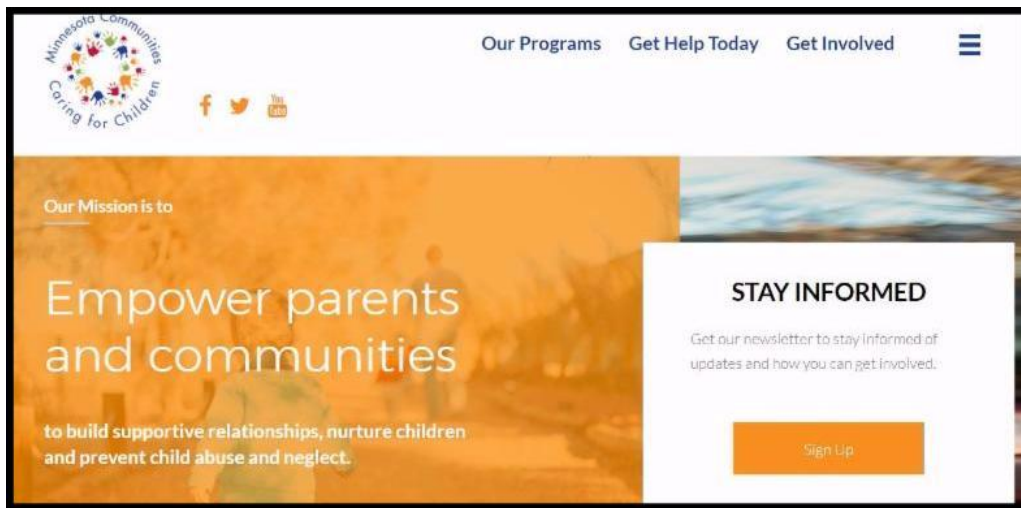 Minnesota Communities
Caring for Children
Our Programs Get Help Today Get Involved
You
Tube
Our Mission is to
Empower parents
and communities
to build supportive relationships, nurture children
and prevent child abuse and neglect.
STAY INFORMED
Get our newsletter to stay informed of
updates and how you can get involved.
Sign Up